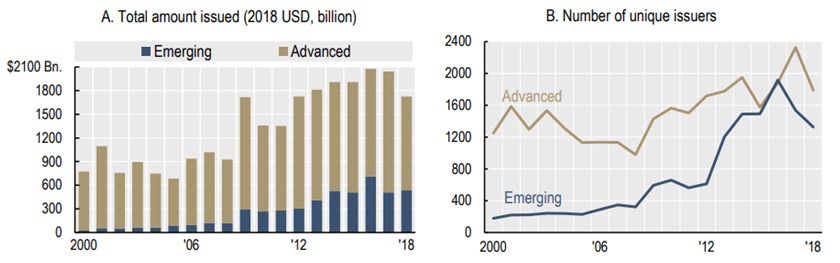 A. Total amount issued (2018 USD, billion)
Emerging Advanced
$2100 Bn.
1800
1500
1200
900
600
300
0
2000 '06 '12 '18
B. Number of unique issuers
2400
2000
1600
1200
800
400
0
Advanced
Emerging
2000 '06 '12 '18